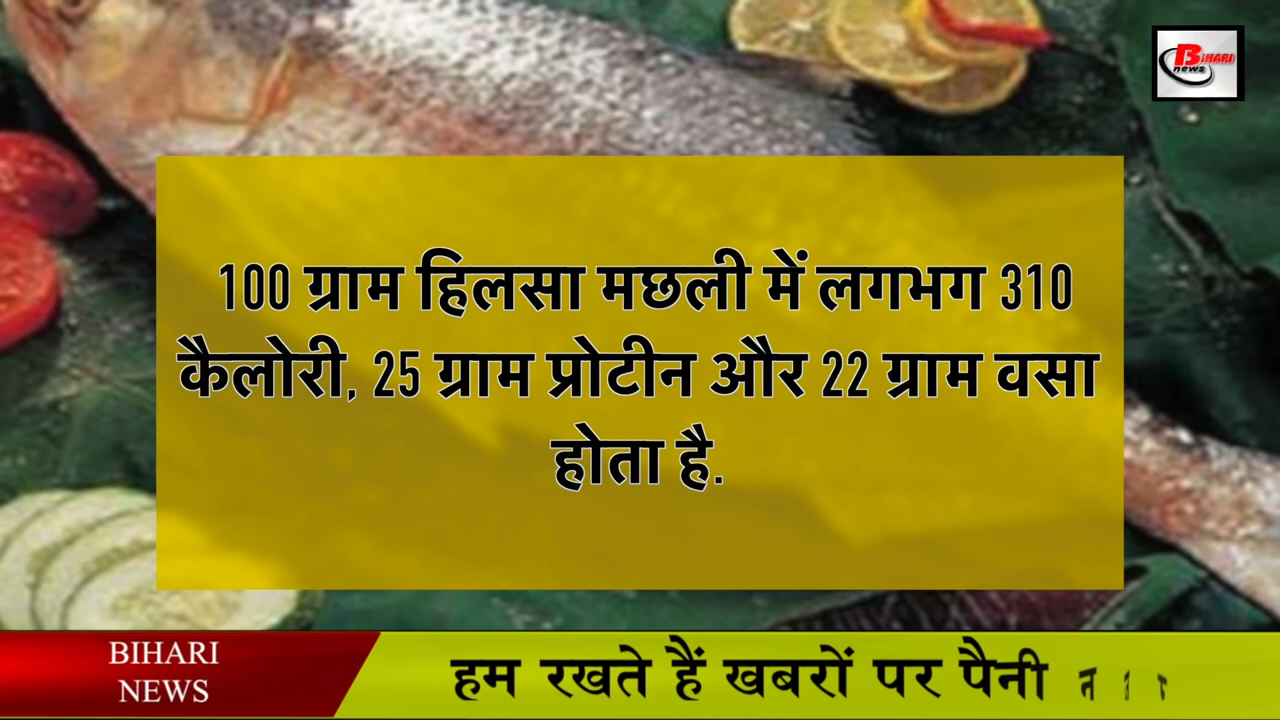 BIHARI
news
100 ग्राम हिलसा मछली में लगभग 310
कैलोरी, 25 ग्राम प्रोटीन और 22 ग्राम वसा
होता है.
BIHARI
NEWS
हम रखते हैं खबरों पर पैनी